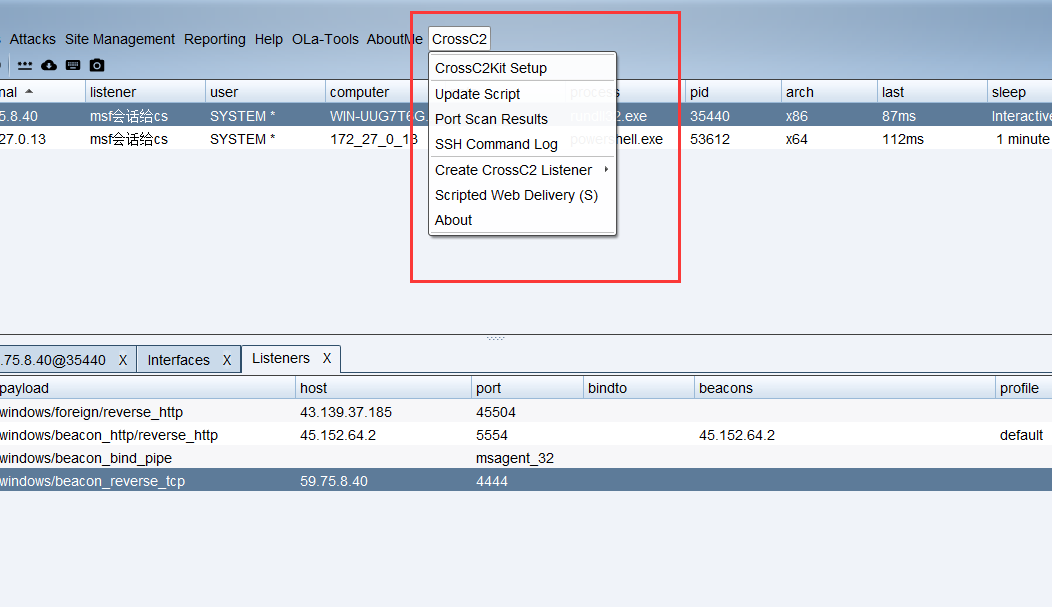 Attacks Site Management Reporting Help OLa-Tools AboutMe CrossC2
CrossC2Kit Setup
Update Script
Port Scan Results
SSH Command Log
Create CrossC2 Listener
Scripted Web Delivery (S)
About
nal listener user computer process pid arch last sleep
5.8.40 msf会话给cs SYSTEM * WIN-UUG7T6G. rundll32.exe 35440 x86 87ms Interactive
27.0.13 msf会话给cs SYSTEM * 172_27_0_13 powershell.exe 53612 x64 112ms 1 minute
.75.8.40@35440 X Interfaces X Listeners X
payload host port bindto beacons profile
windows/foreign/reverse_http 43.139.37.185 45504
windows/beacon_http/reverse_http 45.152.64.2 5554 45.152.64.2 default
windows/beacon_bind_pipe msagent_32
windows/beacon_reverse_tcp 59.75.8.40 4444